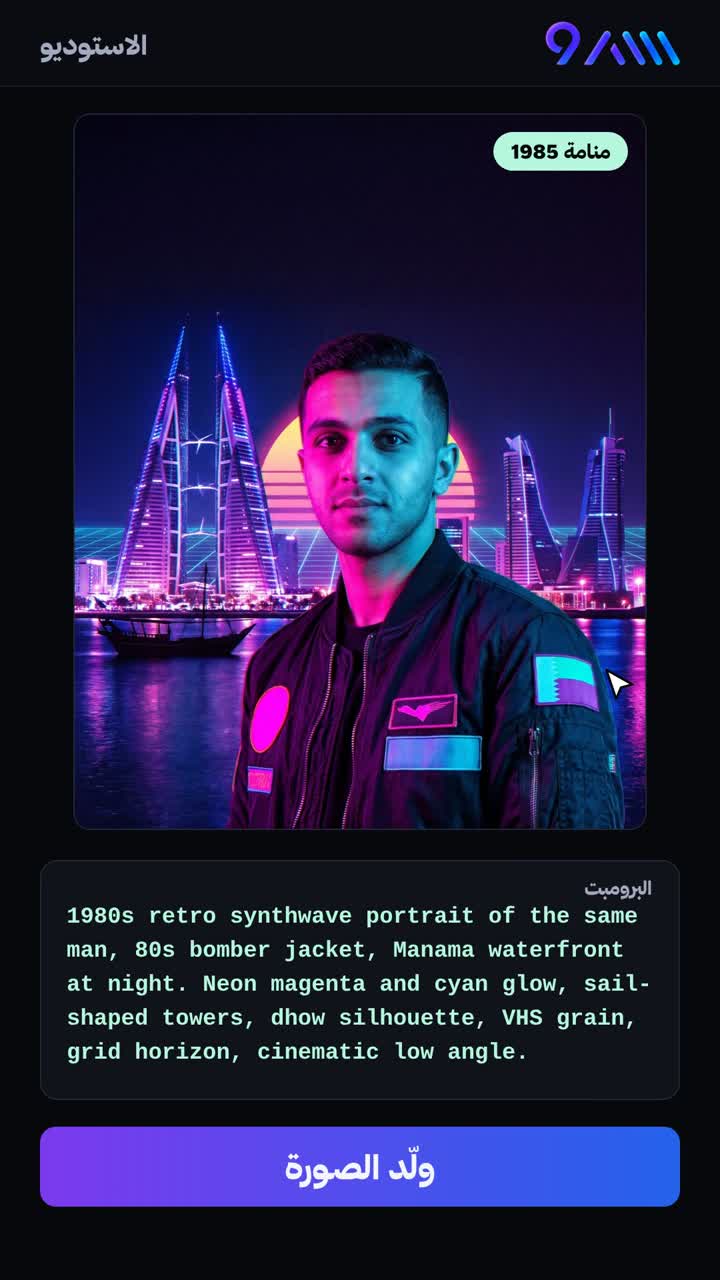 الاستوديو
9
منامة 1985
البرومبت
1980s retro synthwave portrait of the same
man, 80s bomber jacket, Manama waterfront
at night. Neon magenta and cyan glow, sail-
shaped towers, dhow silhouette, VHS grain,
grid horizon, cinematic low angle.
ولّد الصورة